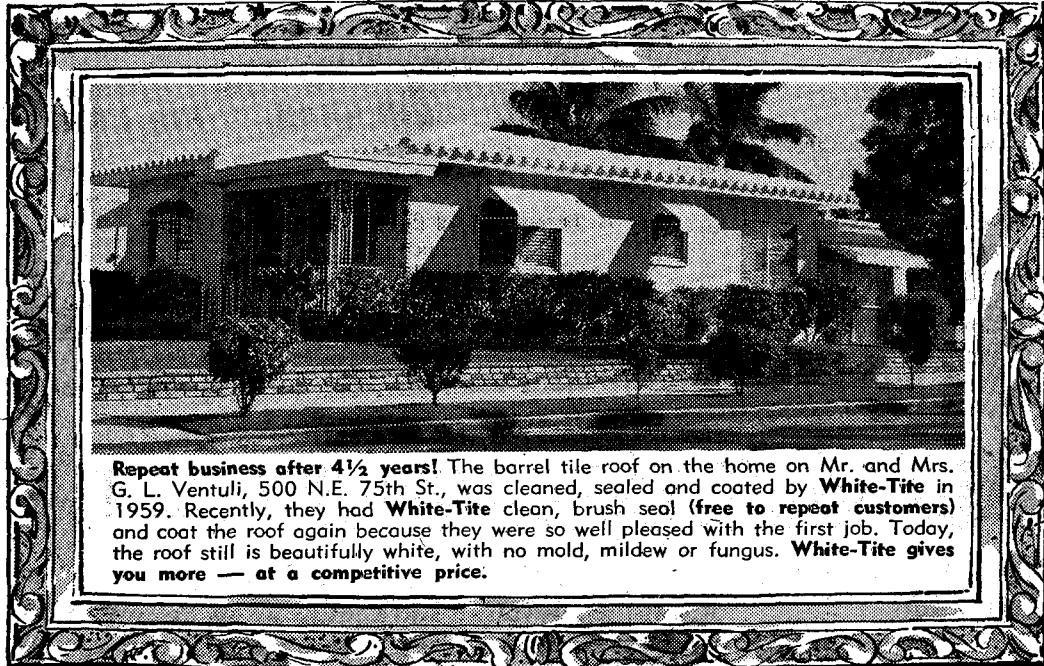 Repeat business after 4½ years! The barrel tile roof on the home on Mr. and Mrs.
G. L. Ventuli, 500 N.E. 75th St., was cleaned, sealed and coated by White-Tite in
1959. Recently, they had White-Tite clean, brush seal (free to repeat customers)
and coat the roof again because they were so well pleased with the first job. Today,
the roof still is beautifully white, with no mold, mildew or fungus. White-Tite gives
you more — at a competitive price.